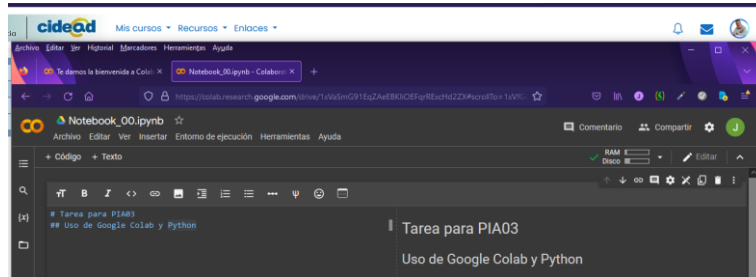 cidead Mis cursos Recursos Enlaces
Archivo Editar Ver Historial Marcadores Herramientas Ayuda
Te damos la bienvenida a Colab Notebook_00.ipynb - Colaborat
Notebook_00.ipynb
Comentario Compartir J
Archivo Editar Ver Insertar Entorno de ejecución Herramientas Ayuda
+ Código + Texto
RAM
Disco
Editar
# Tarea para PIA03
## Uso de Google Colab y Python
Tarea para PIA03
Uso de Google Colab y Python